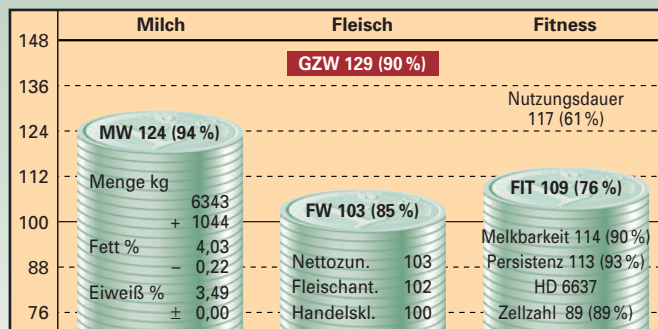 Milch Fleisch Fitness
148
GZW 129 (90 %)
136
Nutzungsdauer
117 (61 %)
124
MW 124 (94 %)
112
Menge kg
6343
+ 1044
FIT 109 (76 %)
FW 103 (85 %)
100
Fett % 4,03
– 0,22
Melkbarkeit 114 (90 %)
88
Nettozun. 103
Persistenz 113 (93 %)
Eiweiß % 3,49
± 0,00
Fleischant. 102
HD 6637
76
Handelskl. 100
Zellzahl 89 (89 %)